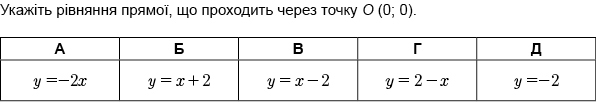 Укажіть рівняння прямої, що проходить через точку O (0; 0).
А Б В Г Д
y =−2x y = x + 2 y = x − 2 y = 2 − x y =−2